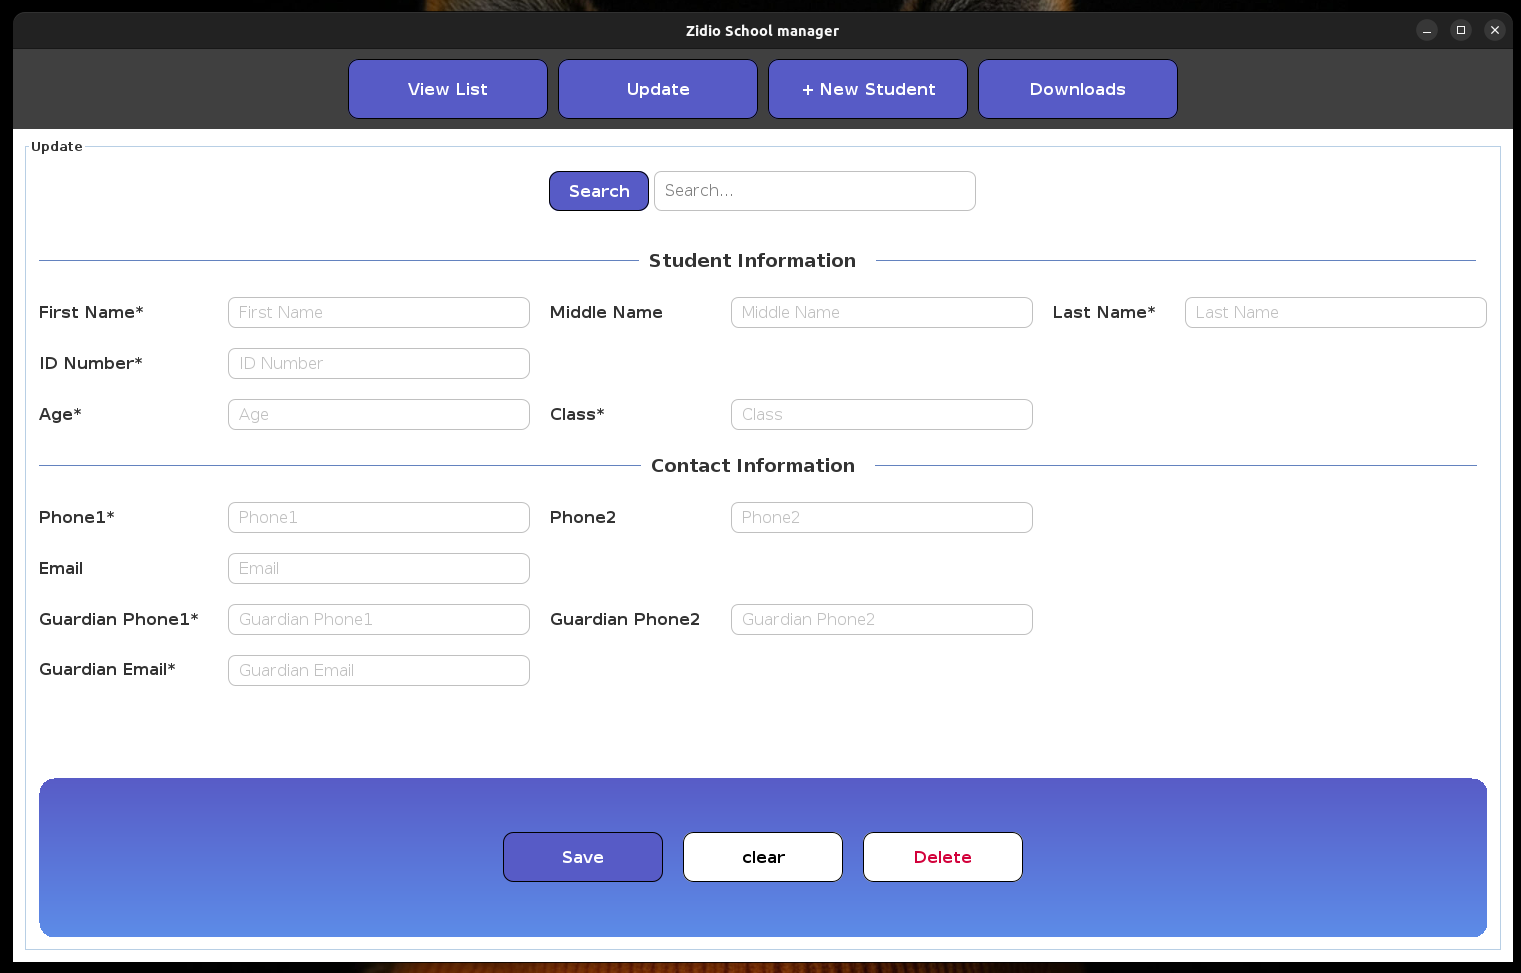 Zidio School manager
View List
Update
+ New Student
Downloads
Update
Search
Search...
Student Information
First Name*
First Name
Middle Name
Middle Name
Last Name*
Last Name
ID Number*
ID Number
Age*
Age
Class*
Class
Contact Information
Phone1*
Phone1
Phone2
Phone2
Email
Email
Guardian Phone1*
Guardian Phone1
Guardian Phone2
Guardian Phone2
Guardian Email*
Guardian Email
Save
clear
Delete